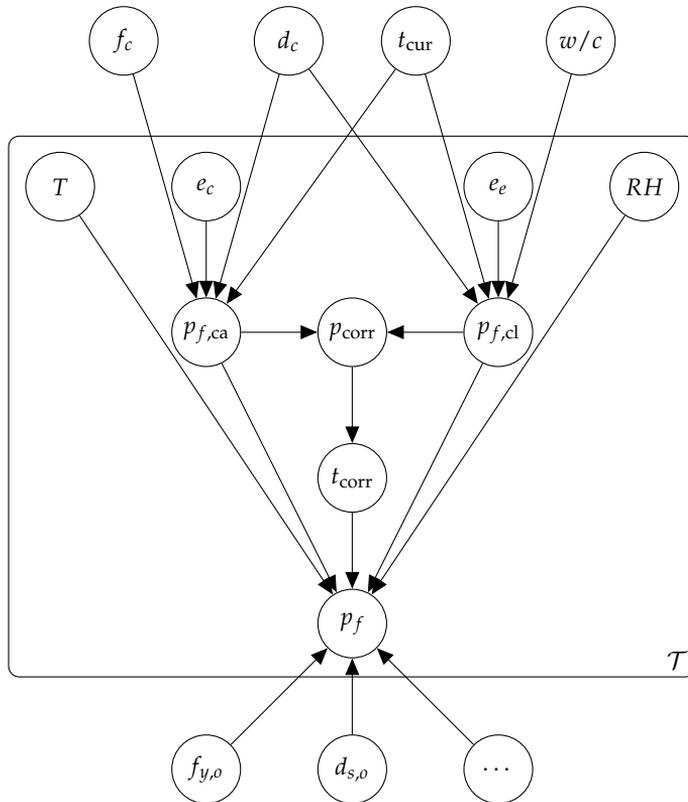 f_c d_c t_cur w/c
T e_c e_e RH
p_f,ca p_corr p_f,cl
t_corr
p_f
𝒯
f_y,o d_s,o ⋯